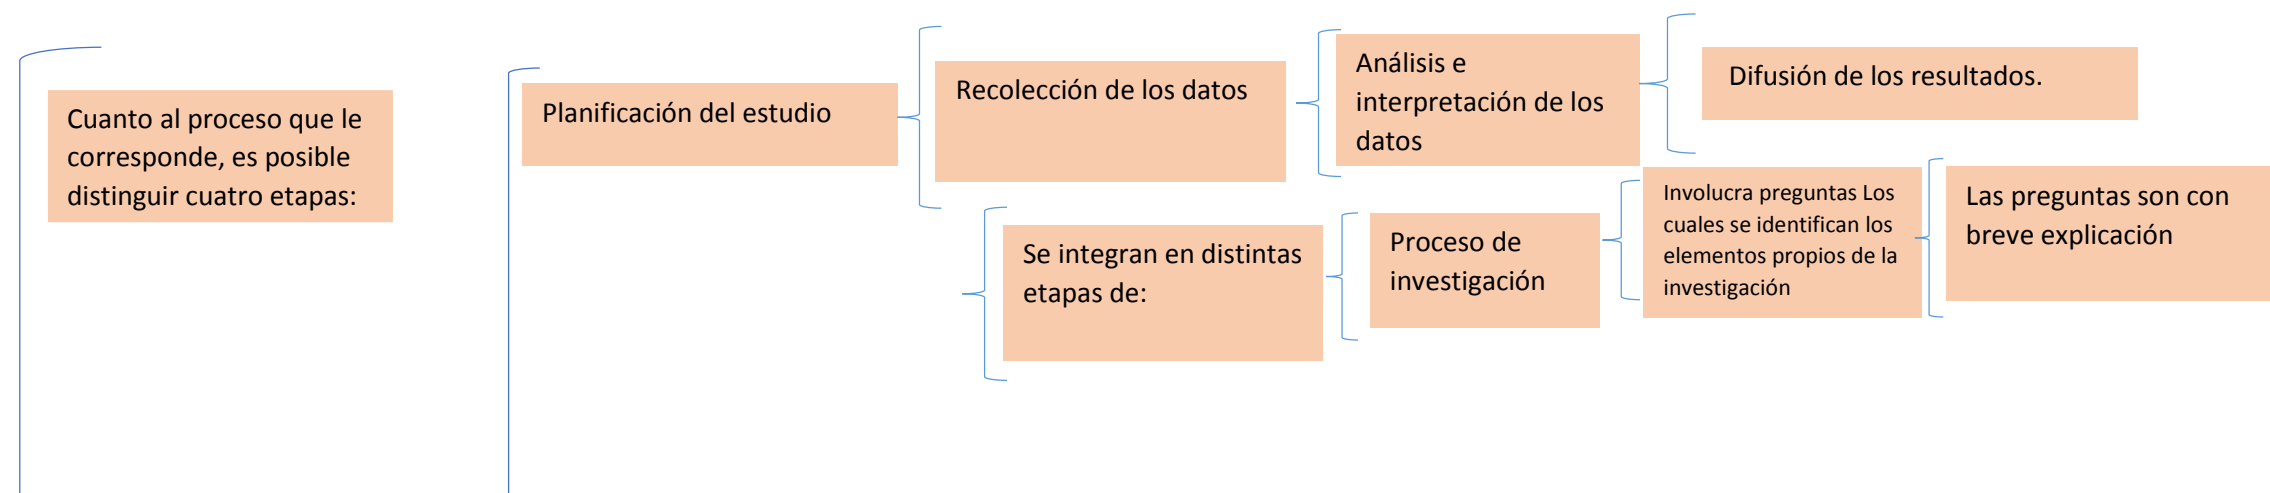 Cuanto al proceso que le
corresponde, es posible
distinguir cuatro etapas:
Planificación del estudio
Recolección de los datos
Análisis e
interpretación de los
datos
Difusión de los resultados.
Se integran en distintas
etapas de:
Proceso de
investigación
Involucra preguntas Los
cuales se identifican los
elementos propios de la
investigación
Las preguntas son con
breve explicación